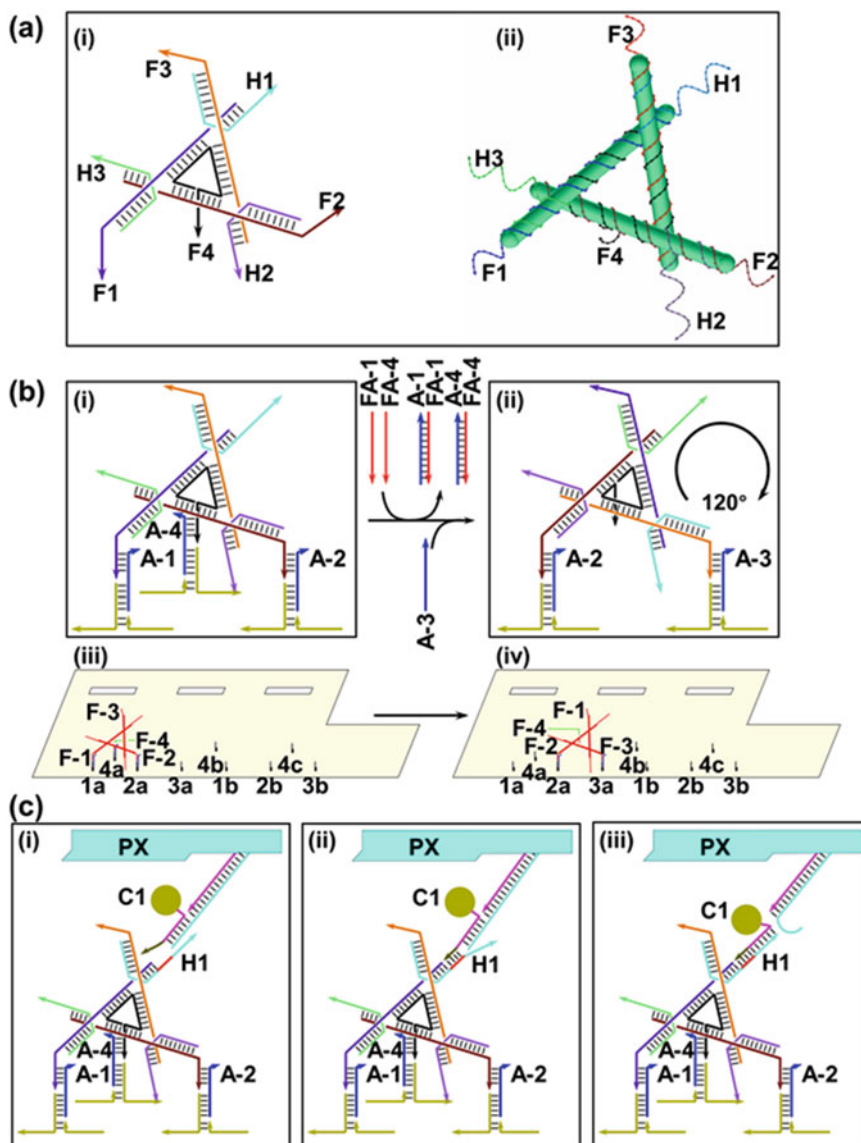 (a)
(i)
F3
H1
H3
F2
F4
F1
H2
(ii)
F3
H1
H3
F1
F4
F2
H2
(b)
(i)
A-4
A-1
A-2
FA-1
FA-4
A-1
FA-1
A-4
FA-4
A-3
(ii)
120°
A-2
A-3
(iii)
F-3
F-4
F-1
F-2
4a
4b
4c
1a
2a
3a
1b
2b
3b
(iv)
F-1
F-4
F-2
F-3
4a
4b
4c
1a
2a
3a
1b
2b
3b
(c)
(i)
PX
C1
H1
A-4
A-1
A-2
(ii)
PX
C1
H1
A-4
A-1
A-2
(iii)
PX
C1
H1
A-4
A-1
A-2